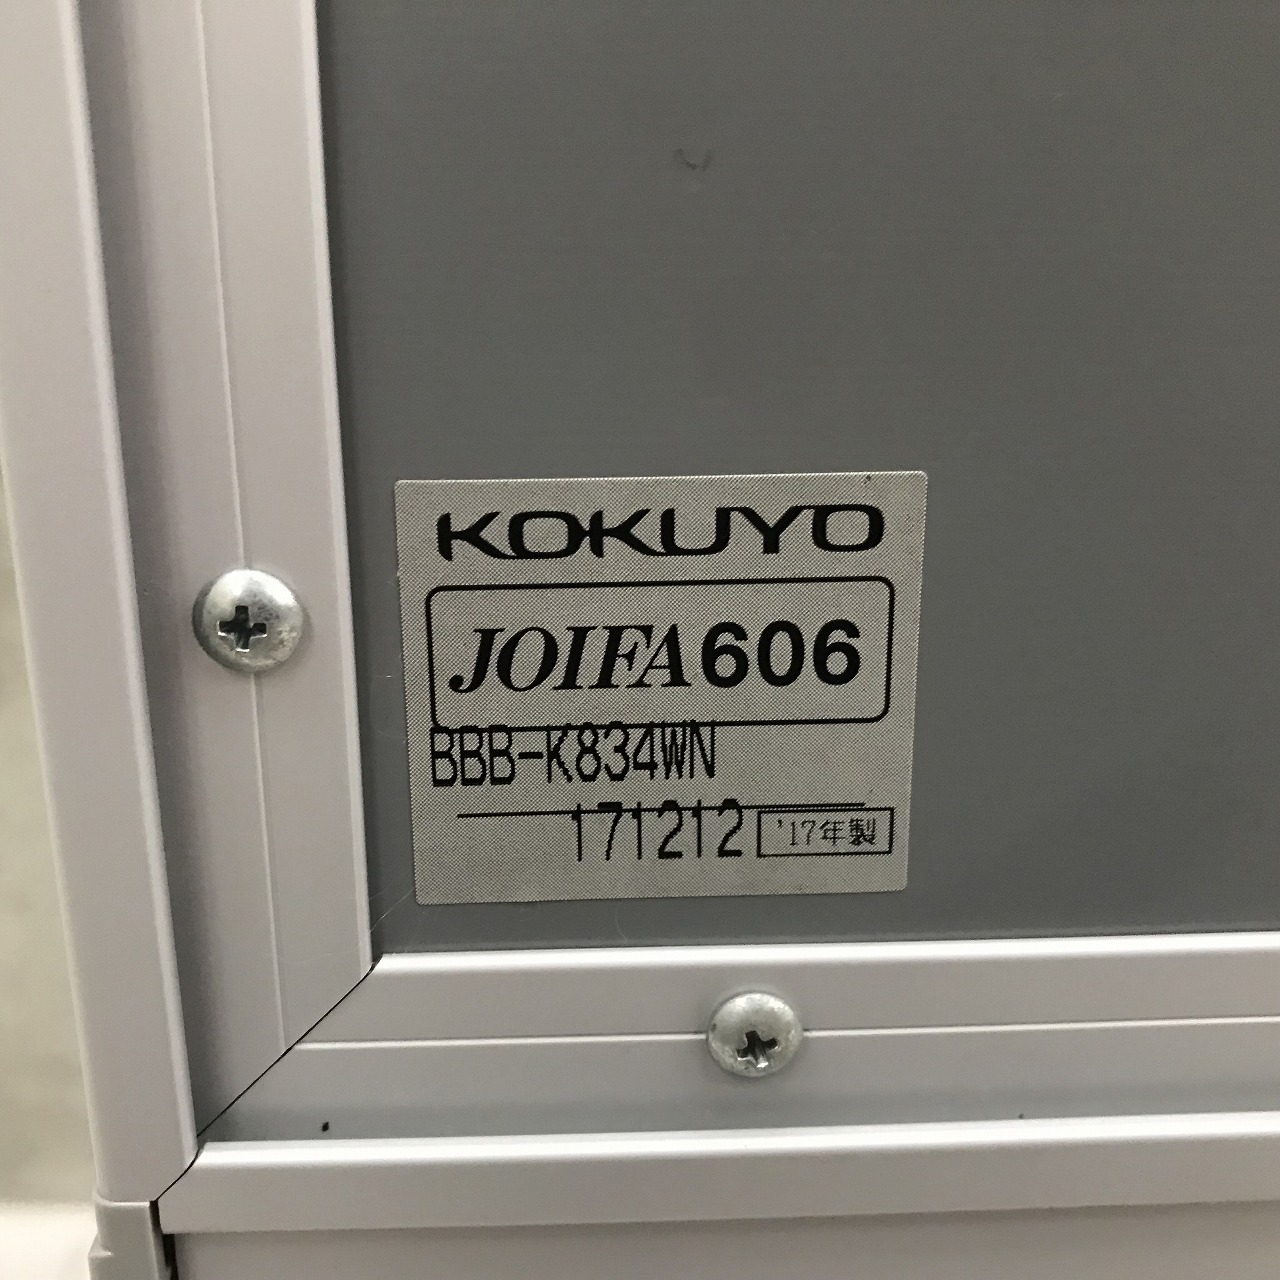 KOKUYO
JOIFA606
BBB-K834WN
171212 '17年製